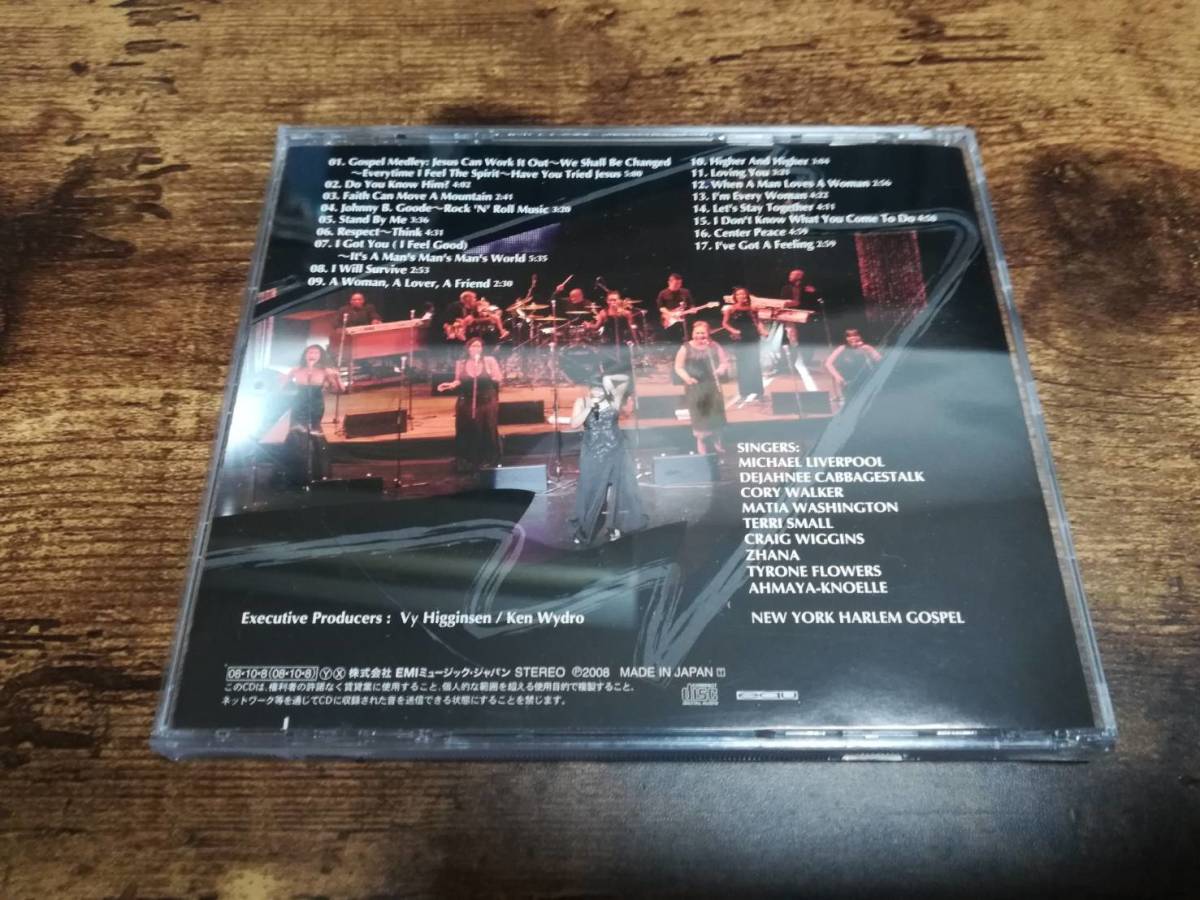 01. Gospel Medley: Jesus Can Work It Out～We Shall Be Changed
～Everytime I Feel The Spirit～Have You Tried Jesus 5:00
02. Do You Know Him? 4:02
03. Faith Can Move A Mountain 2:41
04. Johnny B. Goode～Rock 'N' Roll Music 3:20
05. Stand By Me 3:36
06. Respect～Think 4:31
07. I Got You ( I Feel Good)
～It's A Man's Man's Man's World 5:35
08. I Will Survive 2:53
09. A Woman, A Lover, A Friend 2:30
10. Higher And Higher 3:04
11. Loving You 3:21
12. When A Man Loves A Woman 2:56
13. I'm Every Woman 4:22
14. Let's Stay Together 4:11
15. I Don't Know What You Come To Do 4:56
16. Center Peace 4:59
17. I've Got A Feeling 2:59
SINGERS:
MICHAEL LIVERPOOL
DEJAHNEE CABBAGESTALK
CORY WALKER
MATIA WASHINGTON
TERRI SMALL
CRAIG WIGGINS
ZHANA
TYRONE FLOWERS
AHMAYA-KNOELLE
Executive Producers : Vy Higginsen / Ken Wydro
NEW YORK HARLEM GOSPEL
08・10・8 (08・10・8) Ⓨ Ⓧ 株式会社 EMIミュージック・ジャパン STEREO ℗2008 MADE IN JAPAN
このCDは、権利者の許諾なく賃貸業に使用すること、個人的な範囲を超える使用目的で複製すること、
ネットワーク等を通じてCDに収録された音を送信できる状態にすることを禁じます。
COMPACT
disc
DIGITAL AUDIO